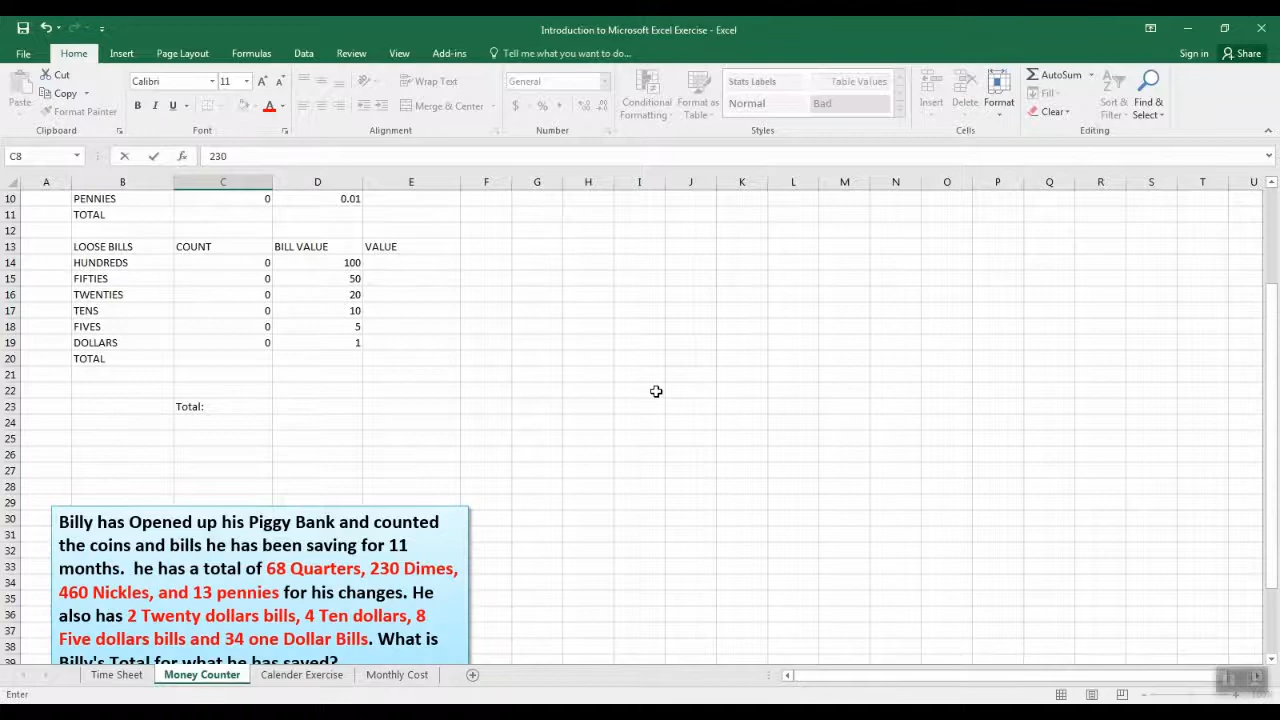 Introduction to Microsoft Excel Exercise - Excel
File Home Insert Page Layout Formulas Data Review View Add-ins Tell me what you want to do... Sign in Share
Paste Cut Copy Format Painter Clipboard
Calibri 11 B I U A Font
Wrap Text Merge & Center Alignment
General $ % , Number
Conditional Formatting Format as Table
Stats Labels Table Values Normal Bad Styles
Insert Delete Format Cells
AutoSum Fill Clear Sort & Filter Find & Select Editing
C8 fx 230
A B C D E F G H I J K L M N O P Q R S T U
10 PENNIES 0 0.01
11 TOTAL
12
13 LOOSE BILLS COUNT BILL VALUE VALUE
14 HUNDREDS 0 100
15 FIFTIES 0 50
16 TWENTIES 0 20
17 TENS 0 10
18 FIVES 0 5
19 DOLLARS 0 1
20 TOTAL
21
22
23 Total:
24
25
26
27
28
29
30
31
32
33
34
35
36
37
38
39
Billy has Opened up his Piggy Bank and counted
the coins and bills he has been saving for 11
months. he has a total of 68 Quarters, 230 Dimes,
460 Nickles, and 13 pennies for his changes. He
also has 2 Twenty dollars bills, 4 Ten dollars, 8
Five dollars bills and 34 one Dollar Bills. What is
Billy's Total for what he has saved?
Time Sheet Money Counter Calender Exercise Monthly Cost
Enter